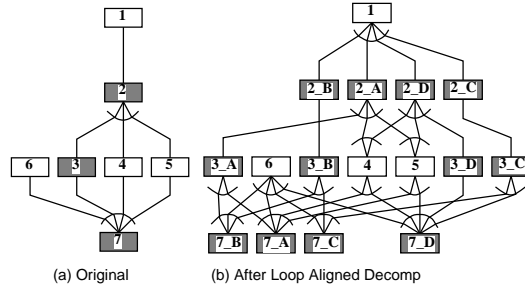 1
1
2
2_B 2_A 2_D 2_C
6 3 4 5
3_A 6 3_B 4 5 3_D 3_C
7
7_B 7_A 7_C 7_D
(a) Original
(b) After Loop Aligned Decomp